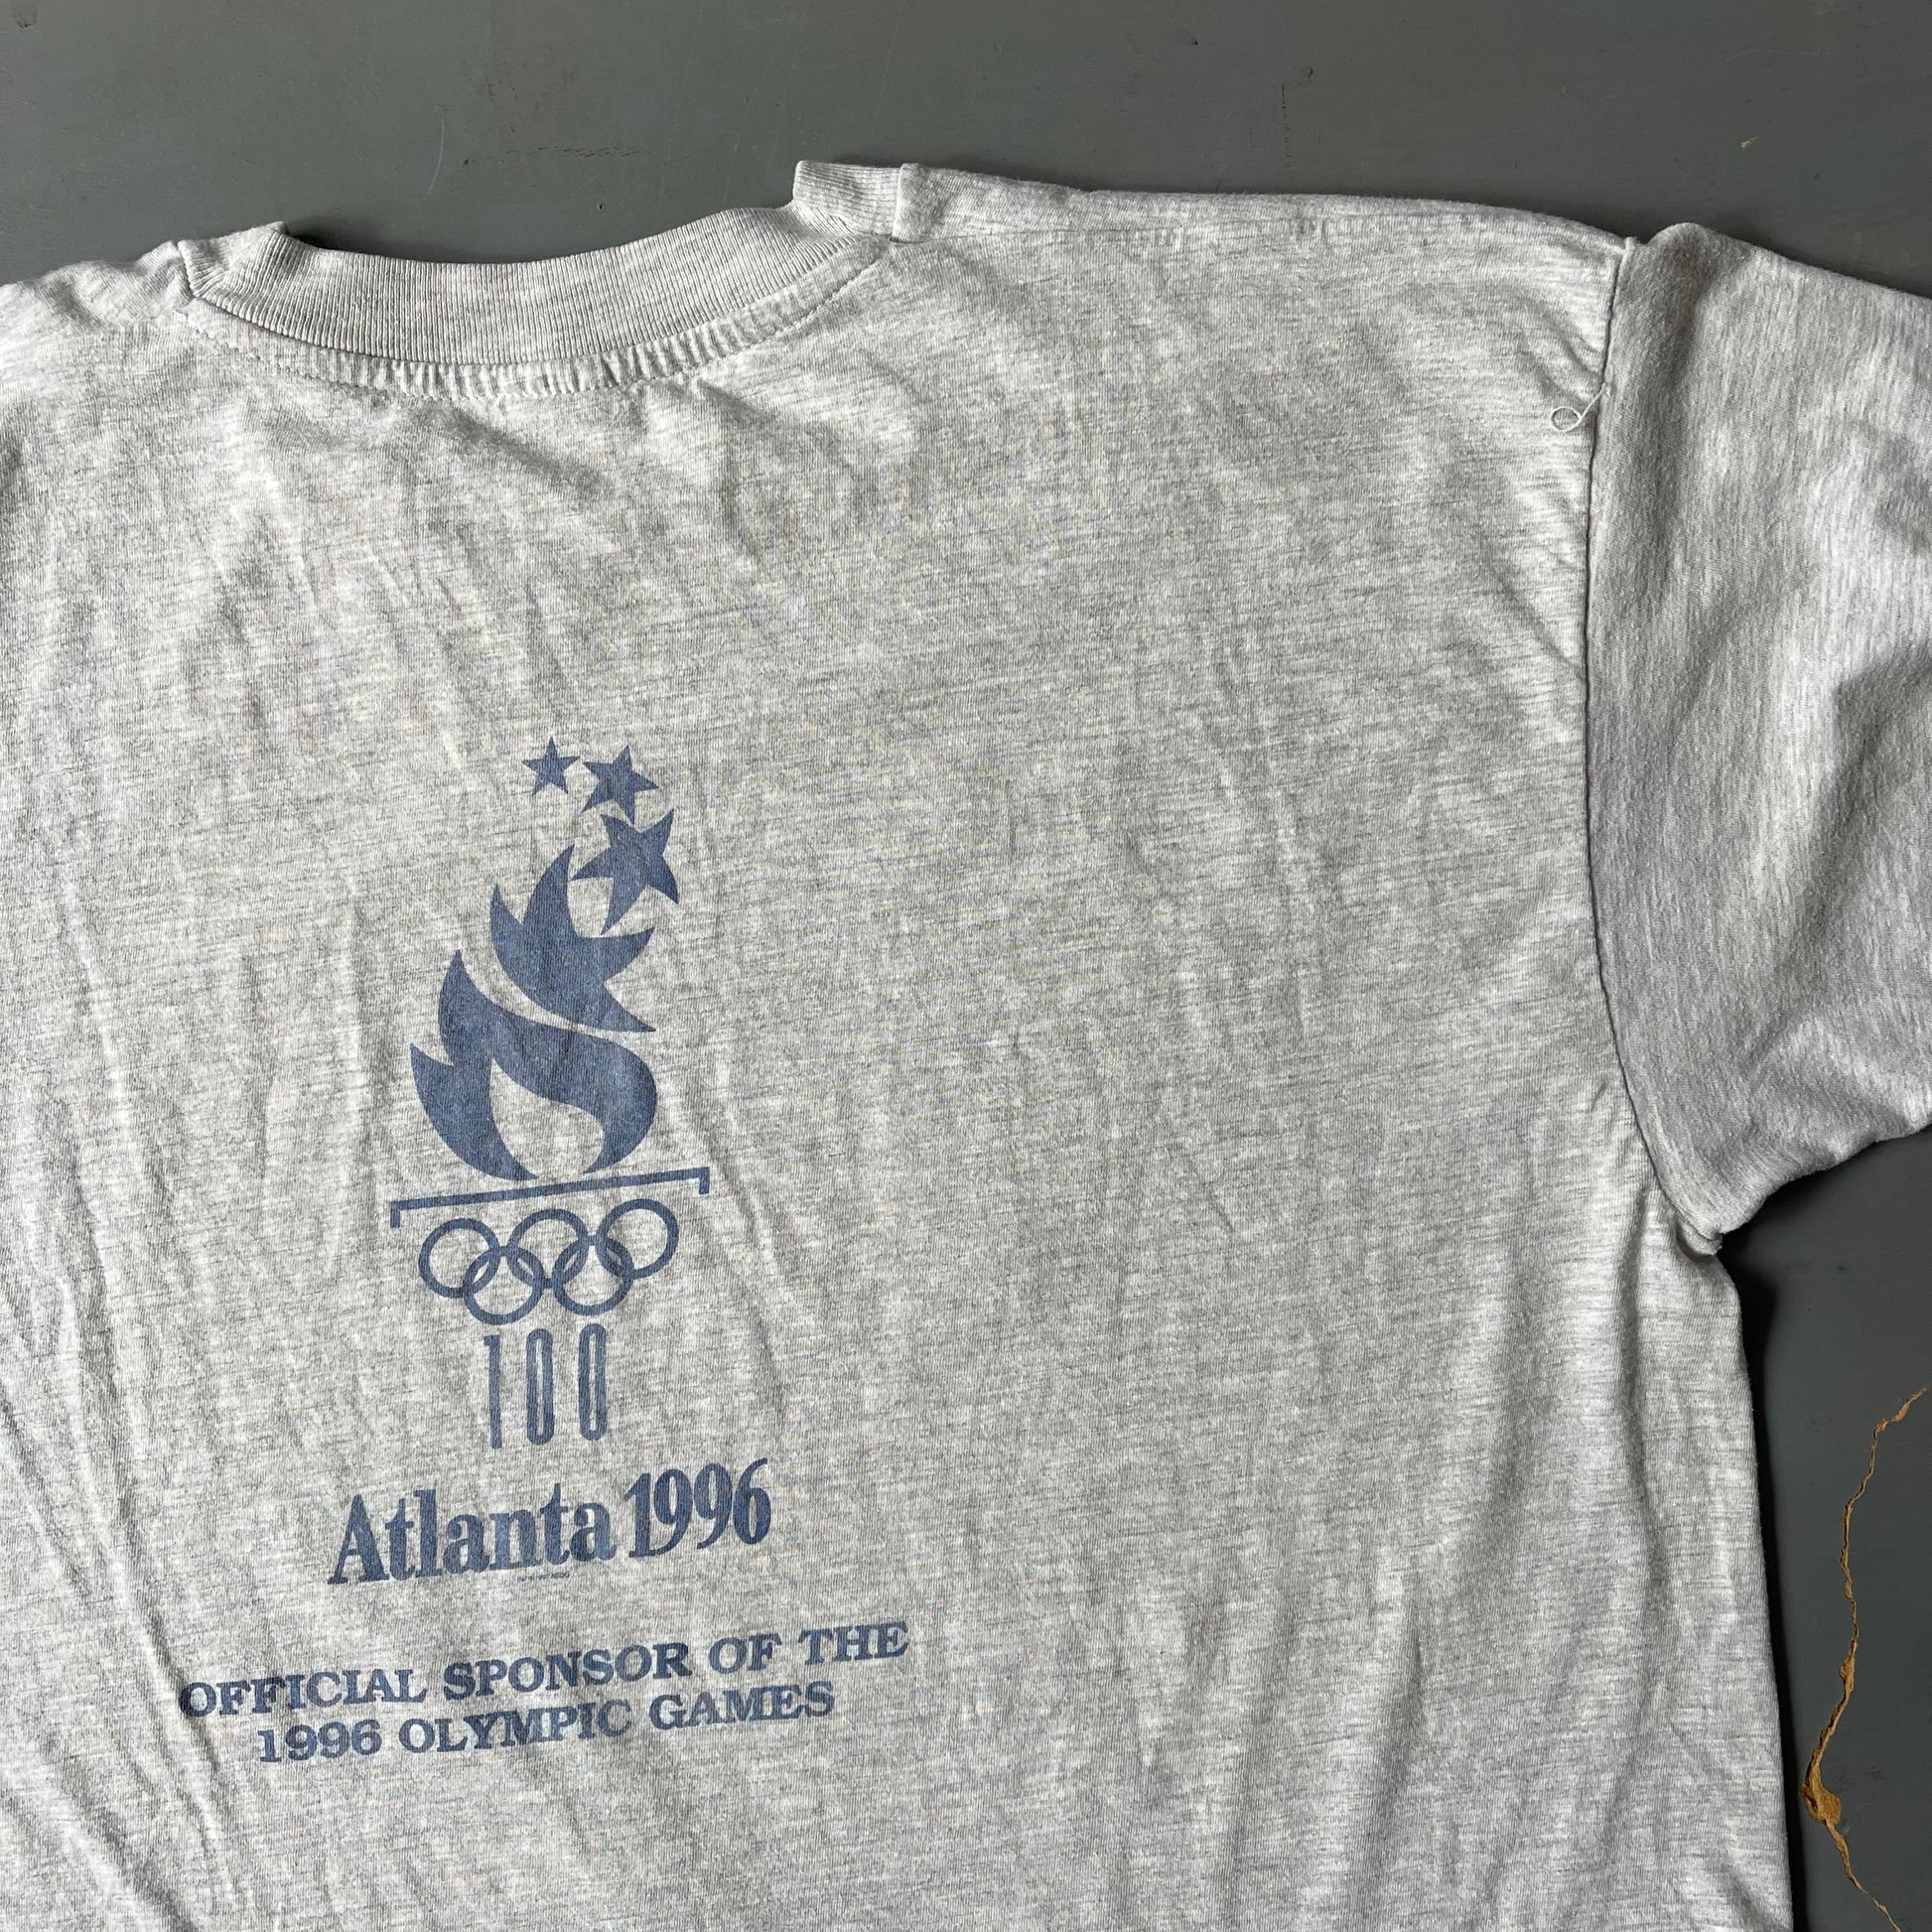 100
Atlanta 1996
OFFICIAL SPONSOR OF THE
1996 OLYMPIC GAMES